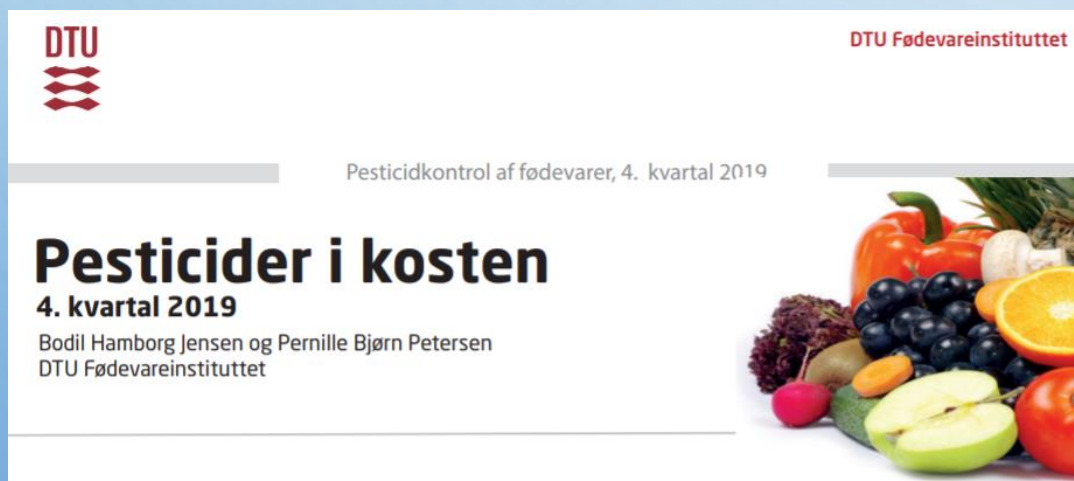 DTU
DTU Fødevareinstituttet
Pesticidkontrol af fødevarer, 4. kvartal 2019
Pesticider i kosten
4. kvartal 2019
Bodil Hamborg Jensen og Pernille Bjørn Petersen
DTU Fødevareinstituttet